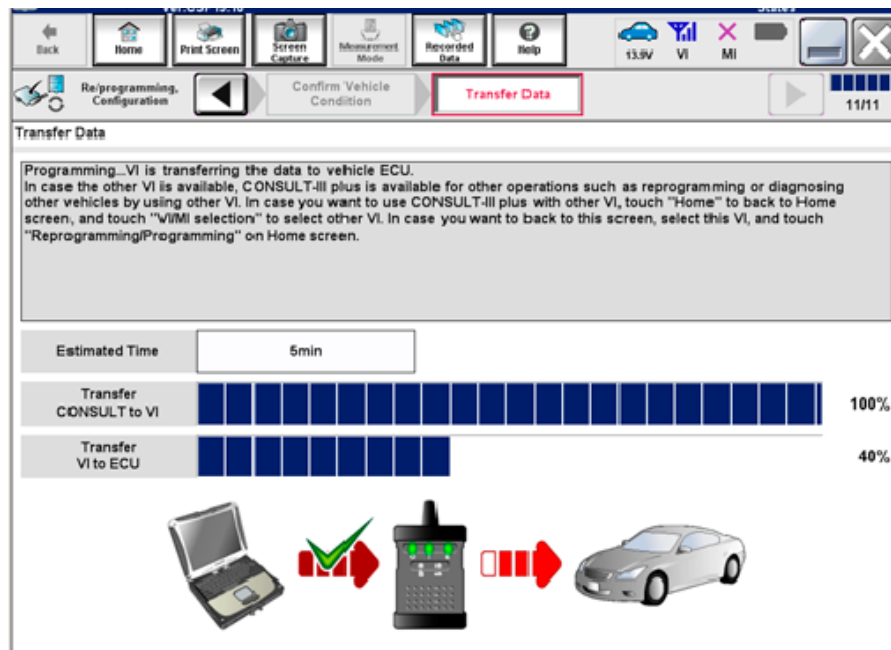 Back
Home
Print Screen
Screen
Capture
Measurement
Mode
Recorded
Data
Help
13.9V
VI
MI
Re/programming,
Configuration
Confirm Vehicle
Condition
Transfer Data
11/11
Transfer Data
Programming...VI is transferring the data to vehicle ECU.
In case the other VI is available, CONSULT-III plus is available for other operations such as reprogramming or diagnosing
other vehicles by using other VI. In case you want to use CONSULT-III plus with other VI, touch "Home" to back to Home
screen, and touch "VI/MI selection" to select other VI. In case you want to back to this screen, select this VI, and touch
"Reprogramming/Programming" on Home screen.
Estimated Time
5min
Transfer
CONSULT to VI
100%
Transfer
VI to ECU
40%